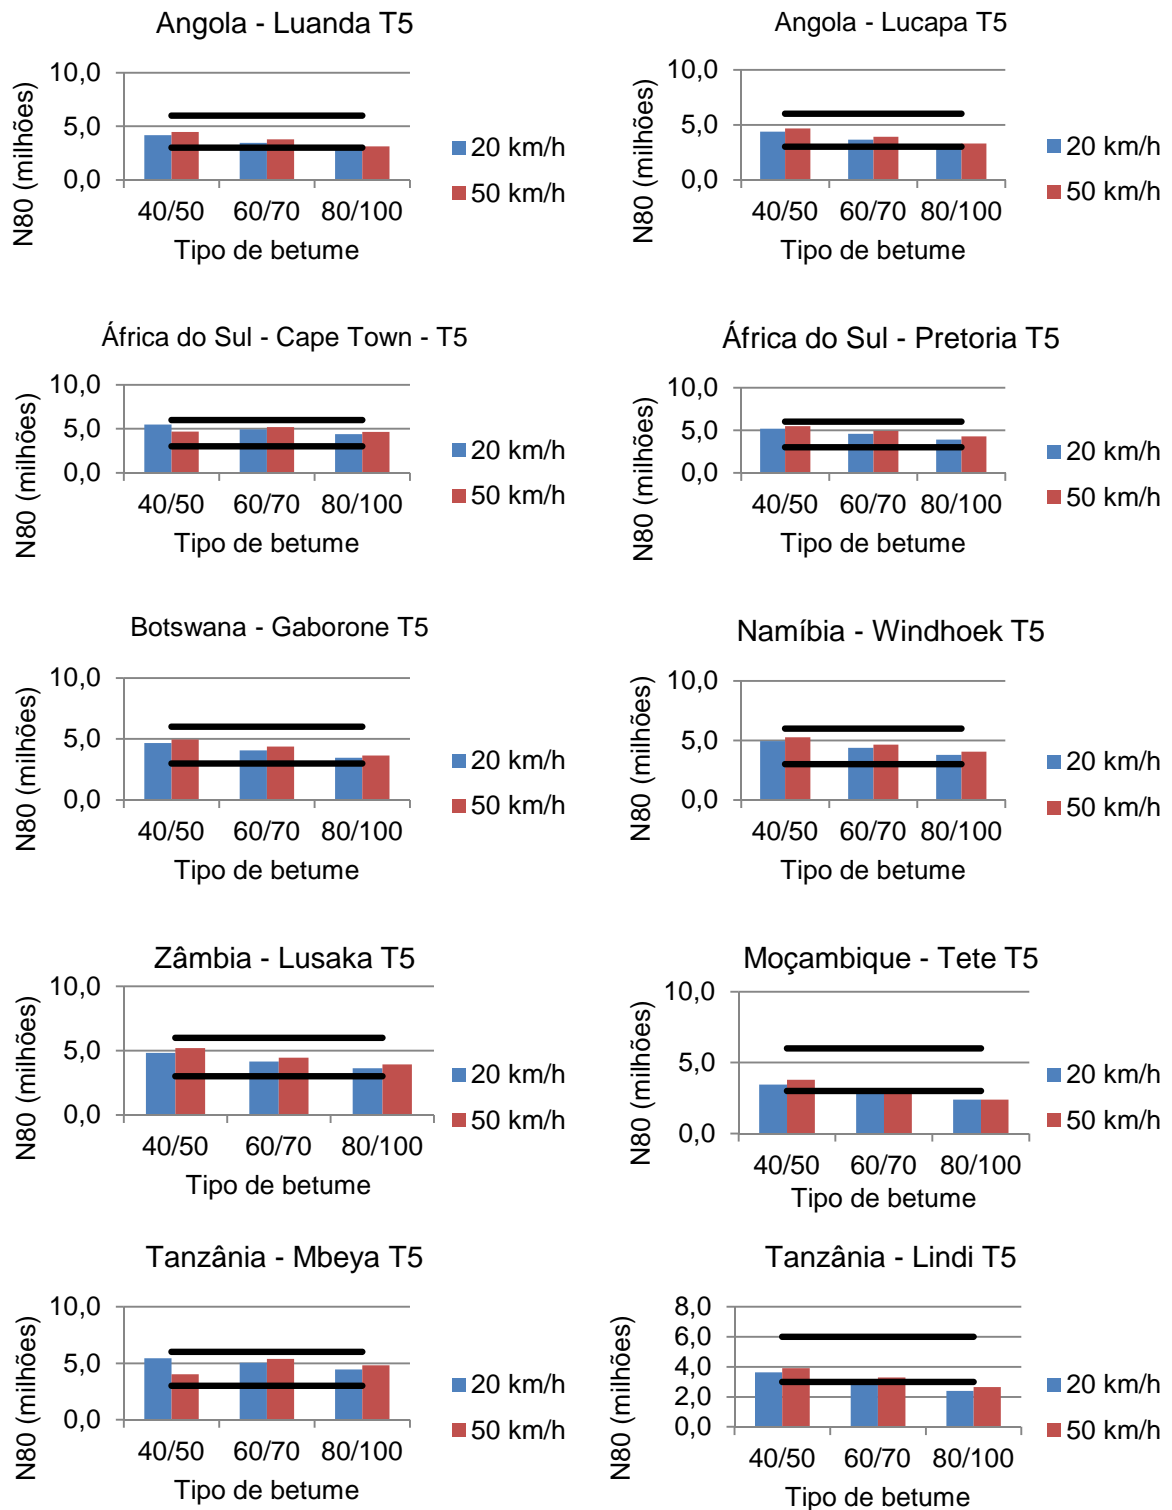 Angola - Luanda T5
10,0
5,0
0,0
N80 (milhões)
40/50 60/70 80/100
Tipo de betume
20 km/h
50 km/h
Angola - Lucapa T5
10,0
5,0
0,0
N80 (milhões)
40/50 60/70 80/100
Tipo de betume
20 km/h
50 km/h
África do Sul - Cape Town - T5
10,0
5,0
0,0
N80 (milhões)
40/50 60/70 80/100
Tipo de betume
20 km/h
50 km/h
África do Sul - Pretoria T5
10,0
5,0
0,0
N80 (milhões)
40/50 60/70 80/100
Tipo de betume
20 km/h
50 km/h
Botswana - Gaborone T5
10,0
5,0
0,0
N80 (milhões)
40/50 60/70 80/100
Tipo de betume
20 km/h
50 km/h
Namíbia - Windhoek T5
10,0
5,0
0,0
N80 (milhões)
40/50 60/70 80/100
Tipo de betume
20 km/h
50 km/h
Zâmbia - Lusaka T5
10,0
5,0
0,0
N80 (milhões)
40/50 60/70 80/100
Tipo de betume
20 km/h
50 km/h
Moçambique - Tete T5
10,0
5,0
0,0
N80 (milhões)
40/50 60/70 80/100
Tipo de betume
20 km/h
50 km/h
Tanzânia - Mbeya T5
10,0
5,0
0,0
N80 (milhões)
40/50 60/70 80/100
Tipo de betume
20 km/h
50 km/h
Tanzânia - Lindi T5
8,0
6,0
4,0
2,0
0,0
N80 (milhões)
40/50 60/70 80/100
Tipo de betume
20 km/h
50 km/h